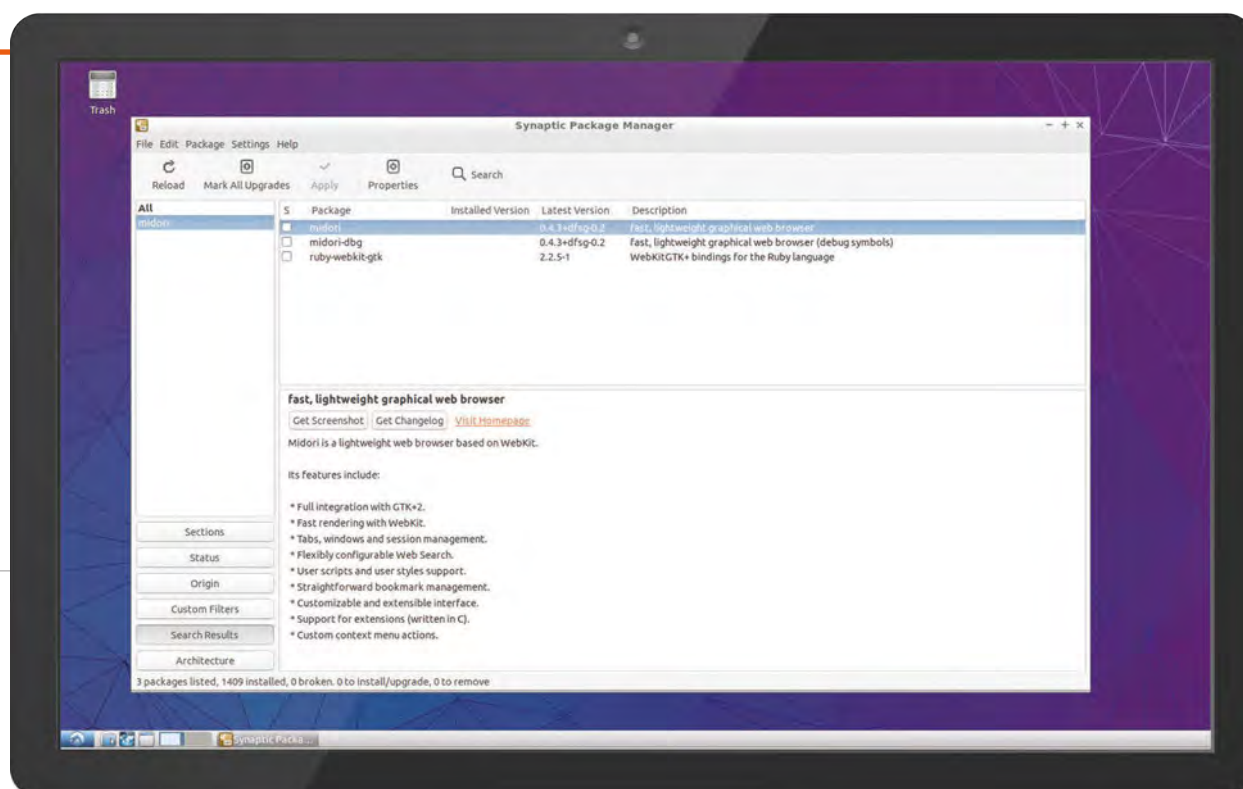 Trash
Synaptic Package Manager
File Edit Package Settings Help
Reload Mark All Upgrades Apply Properties Search
All
midori
S Package Installed Version Latest Version Description
midori 0.4.3+dfsg-0.2 fast, lightweight graphical web browser
midori-dbg 0.4.3+dfsg-0.2 fast, lightweight graphical web browser (debug symbols)
ruby-webkit-gtk 2.2.5-1 WebKitGTK+ bindings for the Ruby language
fast, lightweight graphical web browser
Get Screenshot Get Changelog Visit Homepage
Midori is a lightweight web browser based on WebKit.
Its features include:
* Full integration with GTK+2.
* Fast rendering with WebKit.
* Tabs, windows and session management.
* Flexibly configurable Web Search.
* User scripts and user styles support.
* Straightforward bookmark management.
* Customizable and extensible interface.
* Support for extensions (written in C).
* Custom context menu actions.
Sections
Status
Origin
Custom Filters
Search Results
Architecture
3 packages listed, 1409 installed, 0 broken. 0 to install/upgrade, 0 to remove
Synaptic Packa...